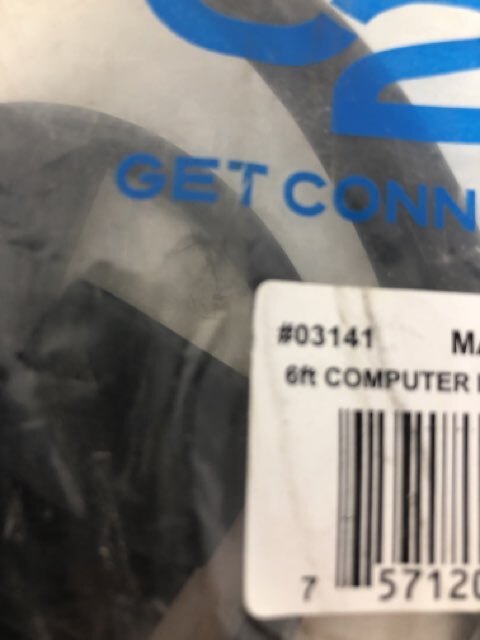 GET CONN
#03141 MA
6ft COMPUTER
7 57120